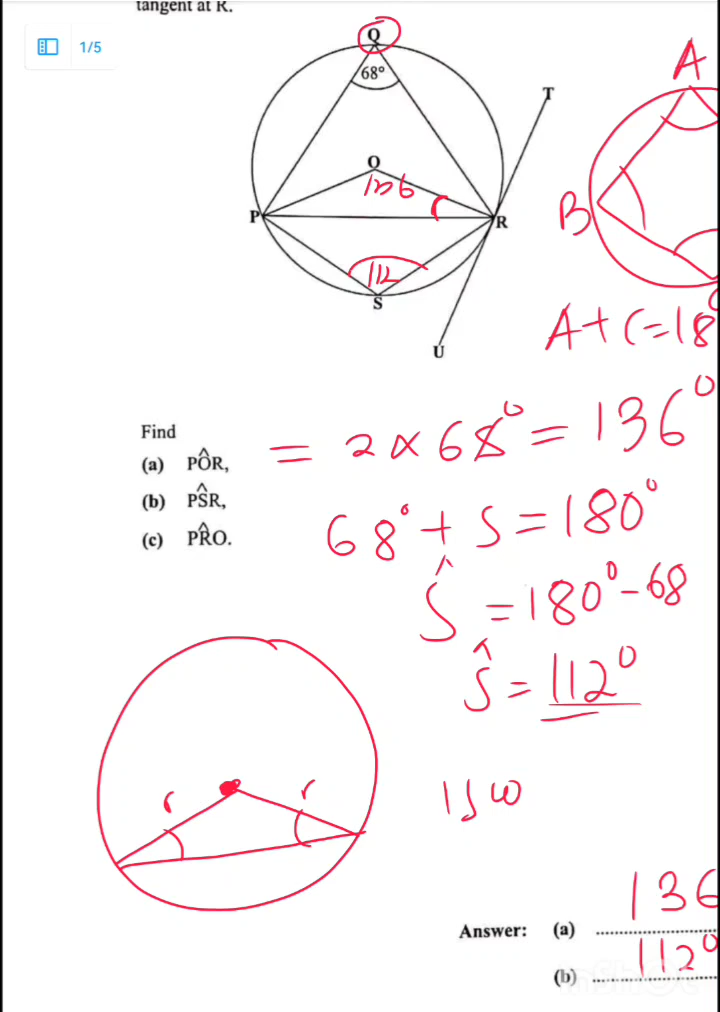 tangent at R.
1/5
Q
68°
T
A
O
136
P
R
B
112
S
U
A+C=18
Find
(a) PÔR,
= 2 × 68° = 136°
(b) PŜR,
68° + S = 180°
(c) PR̂O.
Ŝ = 180° - 68
Ŝ = 112°
r
r
Answer: (a) 136
(b) 112°